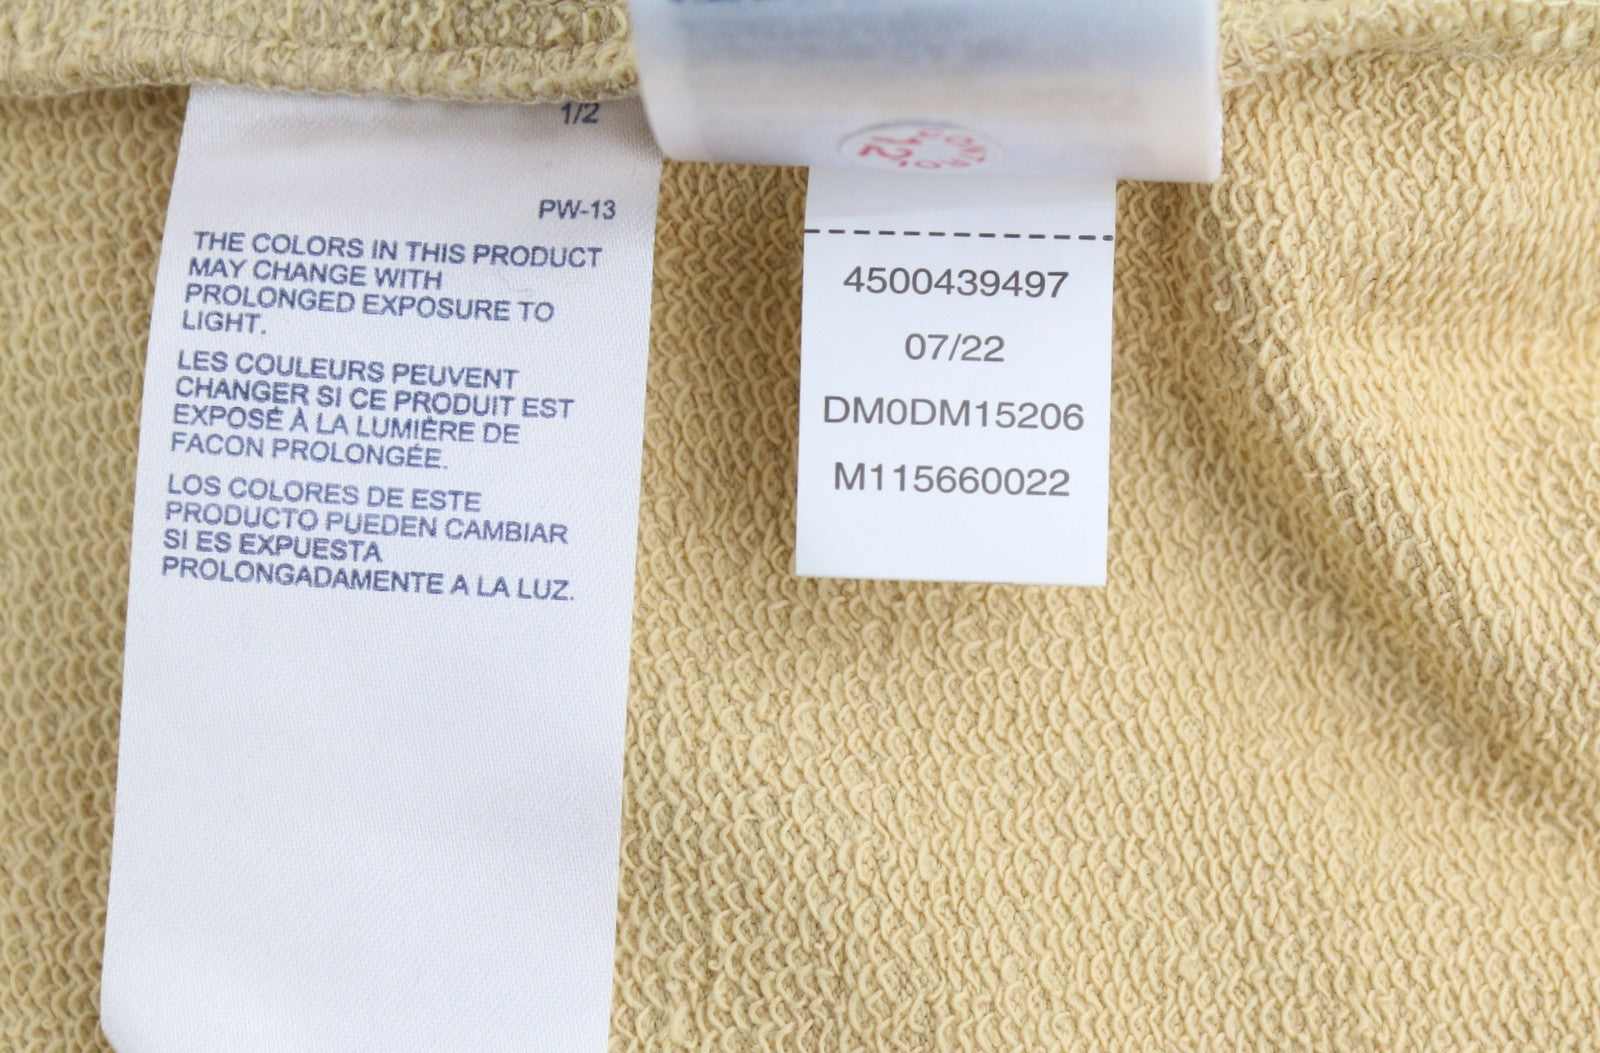 1/2
PW-13
THE COLORS IN THIS PRODUCT
MAY CHANGE WITH
PROLONGED EXPOSURE TO
LIGHT.
LES COULEURS PEUVENT
CHANGER SI CE PRODUIT EST
EXPOSÉ À LA LUMIÈRE DE
FACON PROLONGÉE.
LOS COLORES DE ESTE
PRODUCTO PUEDEN CAMBIAR
SI ES EXPUESTA
PROLONGADAMENTE A LA LUZ.
12
4500439497
07/22
DM0DM15206
M115660022